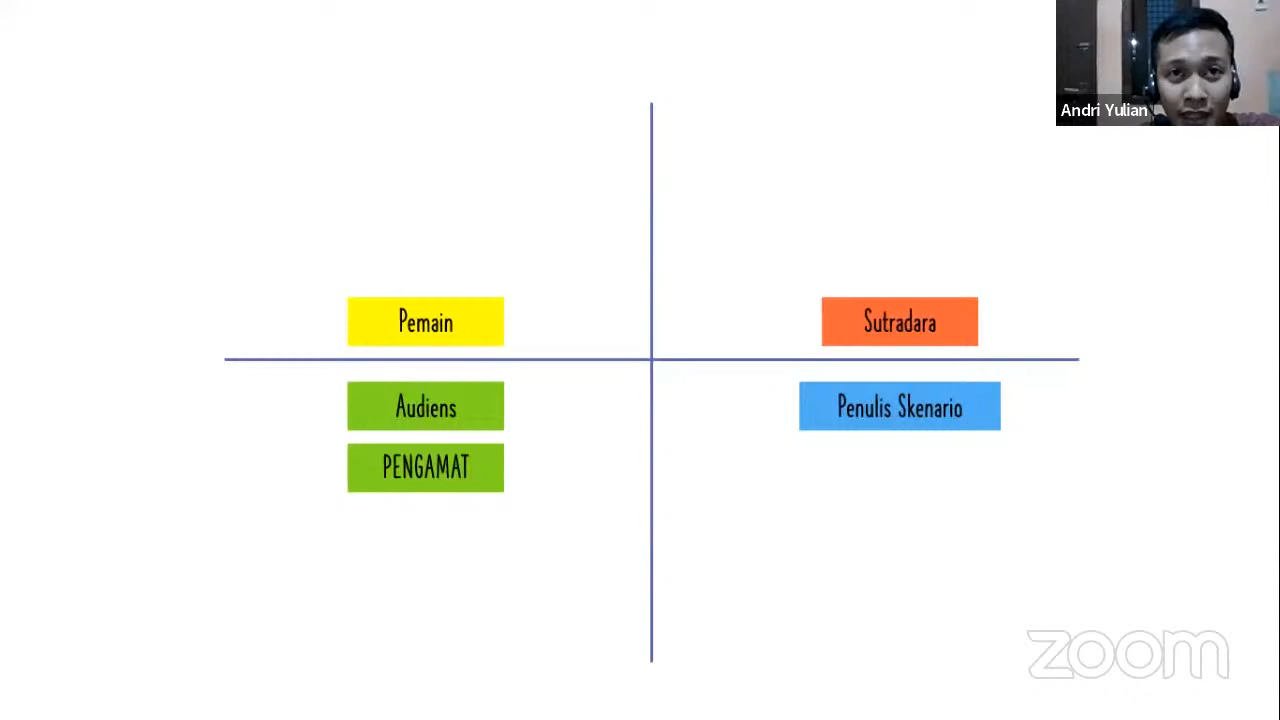 Andri Yulian
Pemain
Sutradara
Audiens
Penulis Skenario
PENGAMAT
zoom